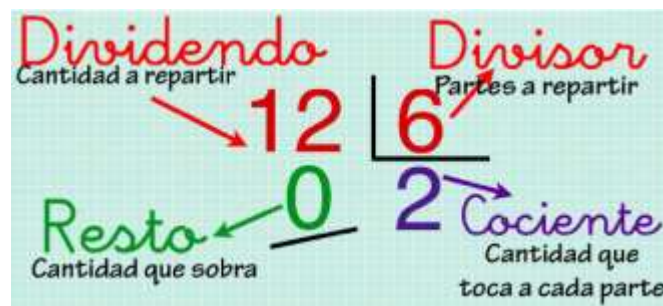 Dividendo
Cantidad a repartir
Divisor
Partes a repartir
12 6
0 2
Resto
Cantidad que sobra
Cociente
Cantidad que
toca a cada parte